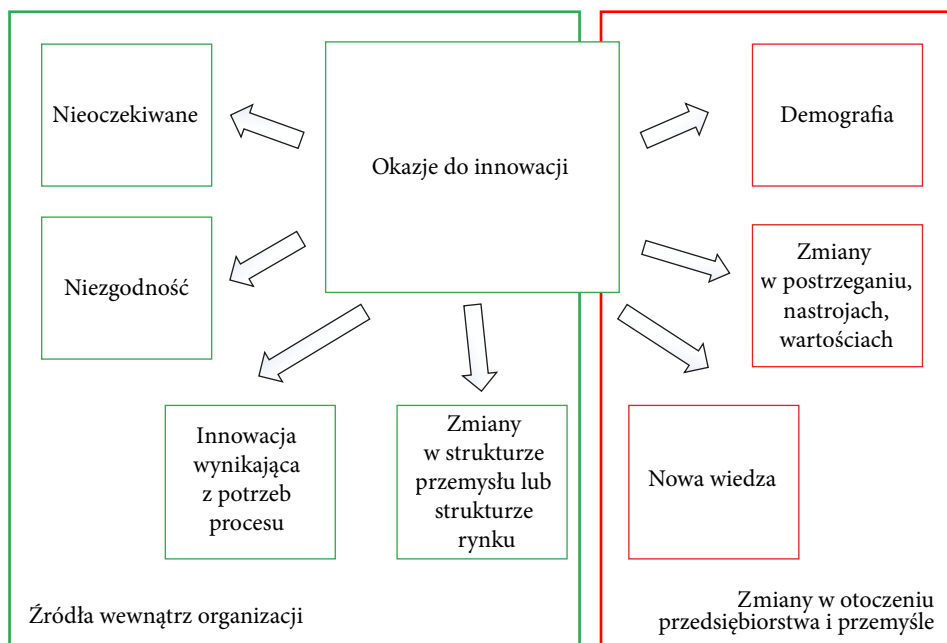 Nieoczekiwane
Okazje do innowacji
Demografia
Niezgodność
Zmiany
w postrzeganiu,
nastrojach,
wartościach
Innowacja
wynikająca
z potrzeb
procesu
Zmiany
w strukturze
przemysłu lub
strukturze
rynku
Nowa wiedza
Źródła wewnątrz organizacji
Zmiany w otoczeniu
przedsiębiorstwa i przemyśle